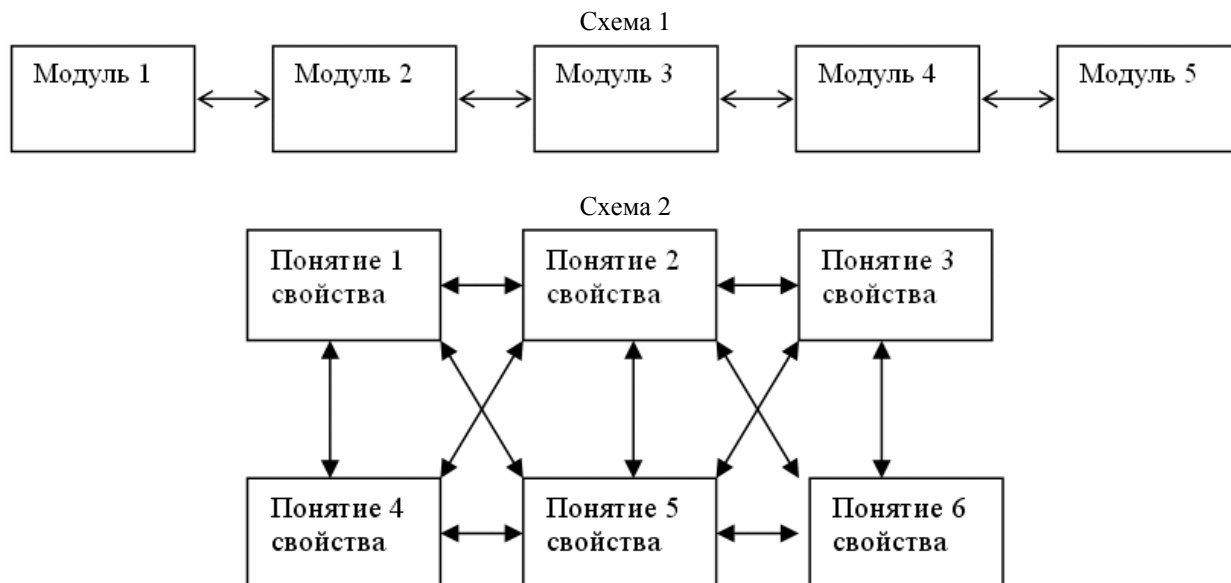 Схема 1
Модуль 1
Модуль 2
Модуль 3
Модуль 4
Модуль 5
Схема 2
Понятие 1
свойства
Понятие 2
свойства
Понятие 3
свойства
Понятие 4
свойства
Понятие 5
свойства
Понятие 6
свойства